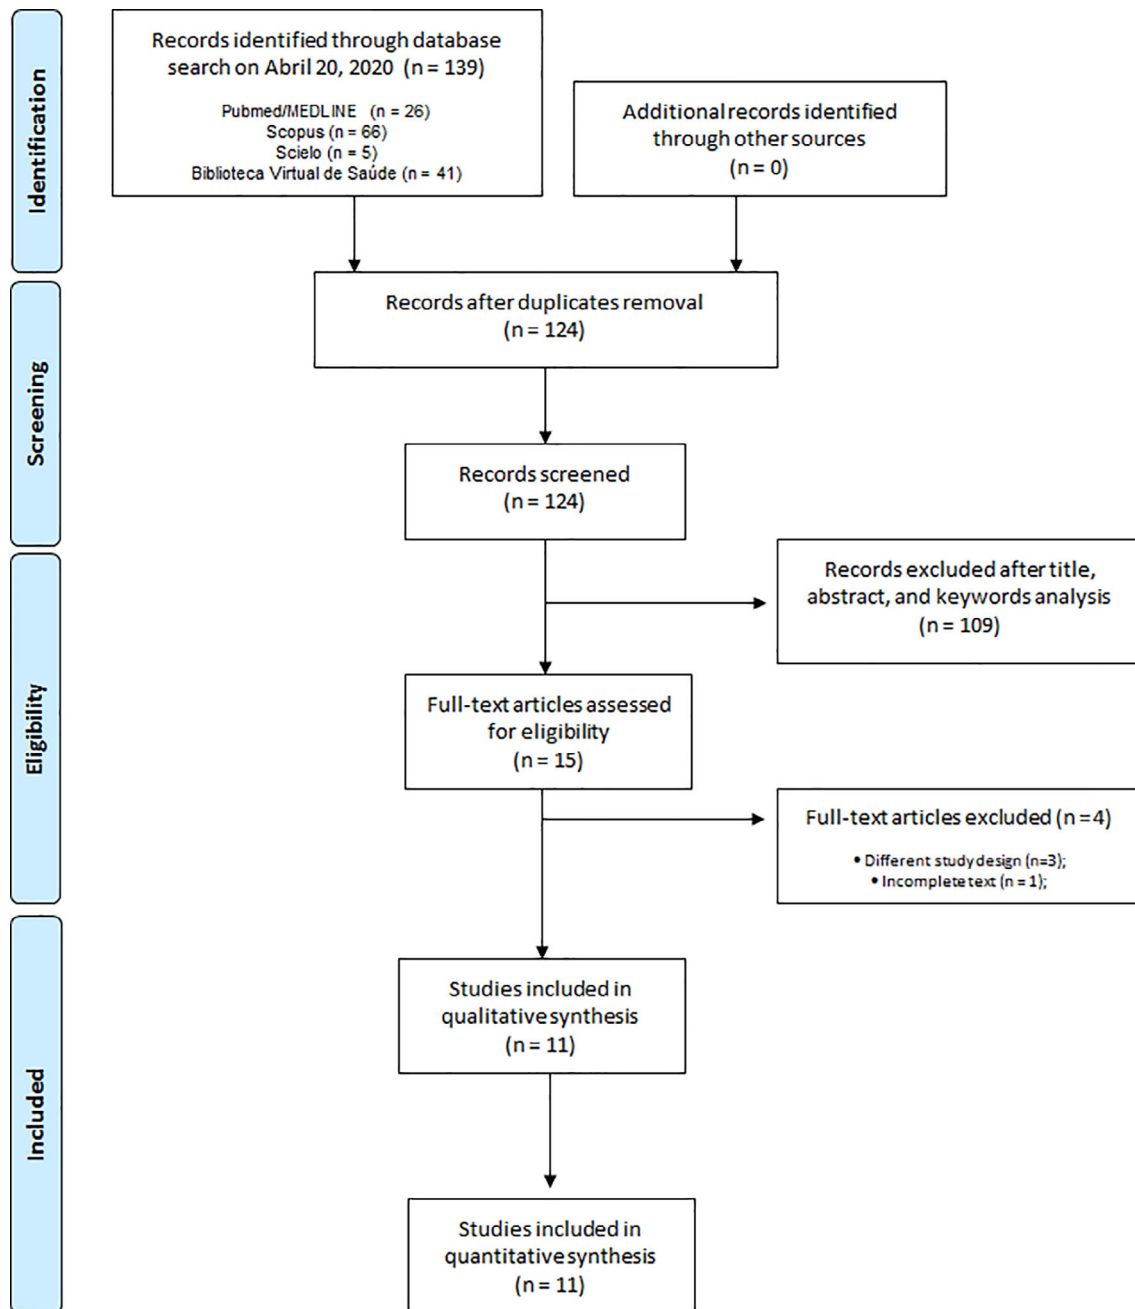 Identification
Records identified through database
search on Abril 20, 2020 (n = 139)
Pubmed/MEDLINE (n = 26)
Scopus (n = 66)
Scielo (n = 5)
Biblioteca Virtual de Saúde (n = 41)
Additional records identified
through other sources
(n = 0)
Screening
Records after duplicates removal
(n = 124)
Records screened
(n = 124)
Eligibility
Records excluded after title,
abstract, and keywords analysis
(n = 109)
Full-text articles assessed
for eligibility
(n = 15)
Full-text articles excluded (n = 4)
• Different study design (n=3);
• Incomplete text (n = 1);
Included
Studies included in
qualitative synthesis
(n = 11)
Studies included in
quantitative synthesis
(n = 11)